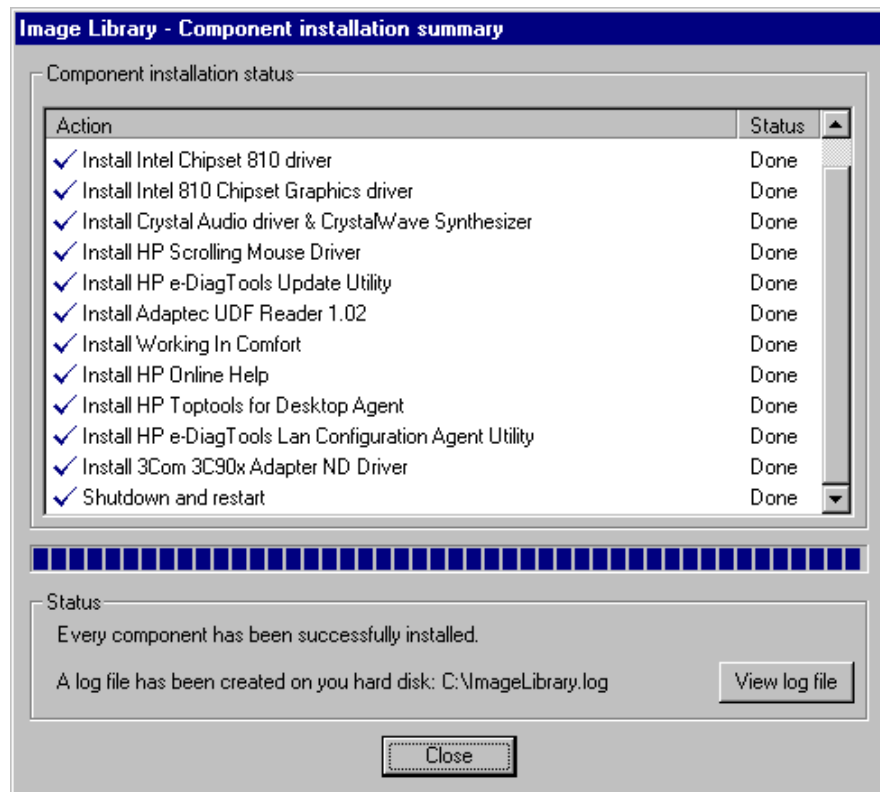 Image Library - Component installation summary
Component installation status
Action Status
Install Intel Chipset 810 driver Done
Install Intel 810 Chipset Graphics driver Done
Install Crystal Audio driver & CrystalWave Synthesizer Done
Install HP Scrolling Mouse Driver Done
Install HP e-DiagTools Update Utility Done
Install Adaptec UDF Reader 1.02 Done
Install Working In Comfort Done
Install HP Online Help Done
Install HP Toptools for Desktop Agent Done
Install HP e-DiagTools Lan Configuration Agent Utility Done
Install 3Com 3C90x Adapter ND Driver Done
Shutdown and restart Done
Status
Every component has been successfully installed.
A log file has been created on you hard disk: C:\ImageLibrary.log View log file
Close